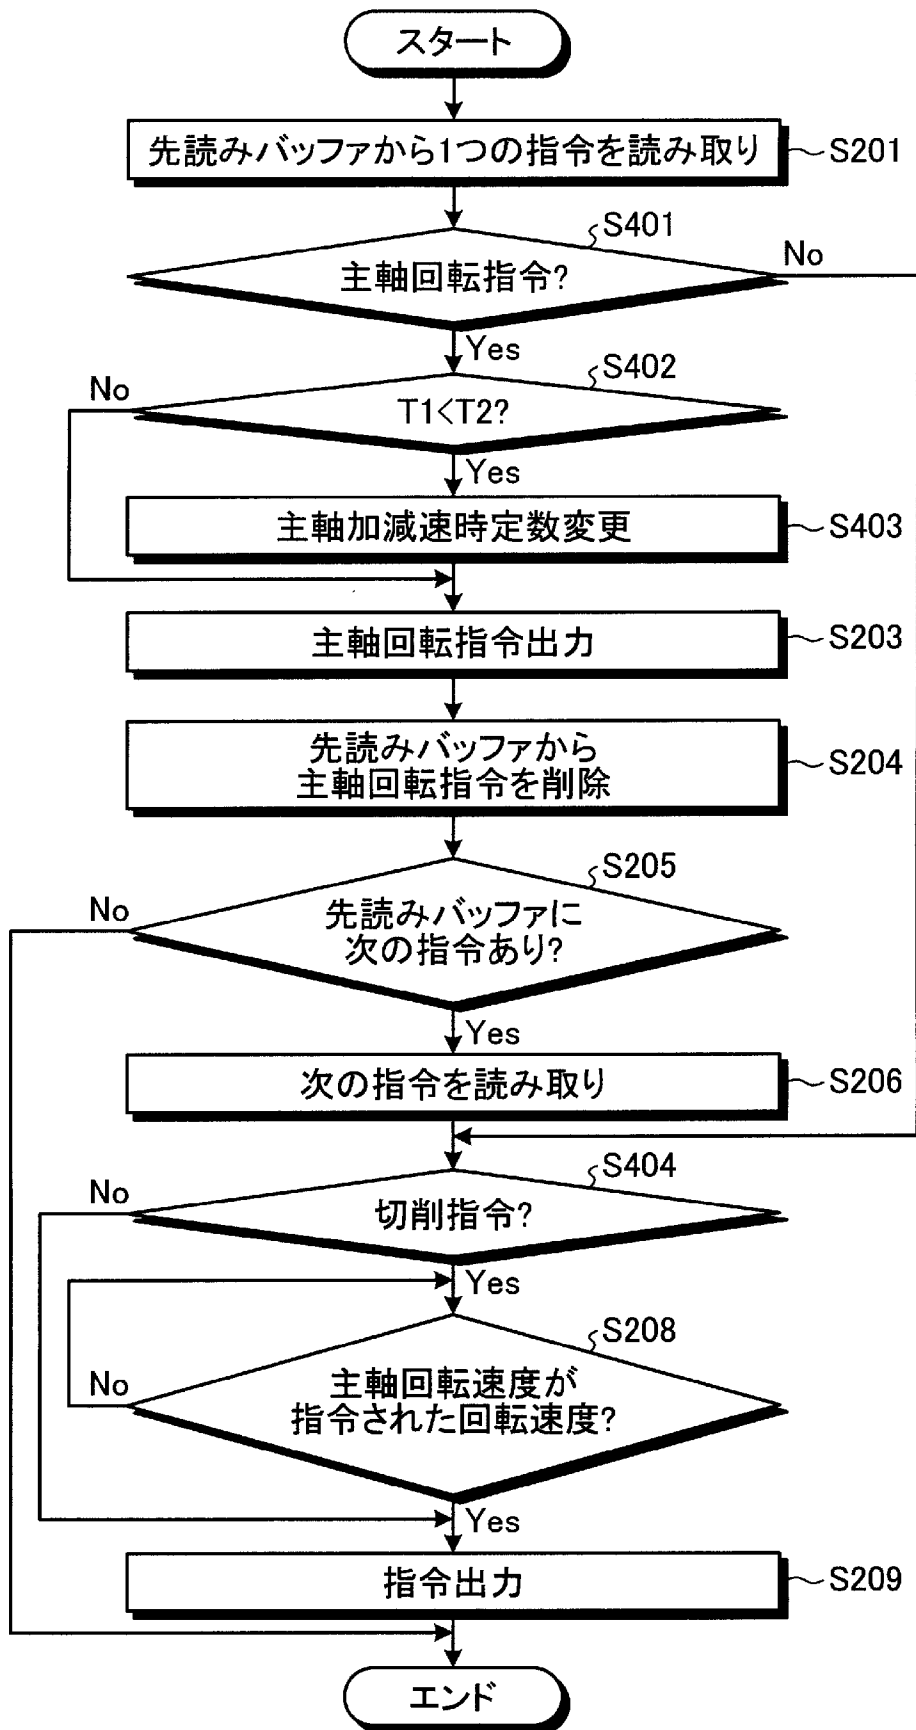 スタート
先読みバッファから1つの指令を読み取り
S201
S401
主軸回転指令?
No
Yes
S402
No
T1<T2?
Yes
主軸加減速時定数変更
S403
主軸回転指令出力
S203
先読みバッファから
主軸回転指令を削除
S204
S205
No
先読みバッファに
次の指令あり?
Yes
次の指令を読み取り
S206
S404
No
切削指令?
Yes
S208
No
主軸回転速度が
指令された回転速度?
Yes
指令出力
S209
エンド